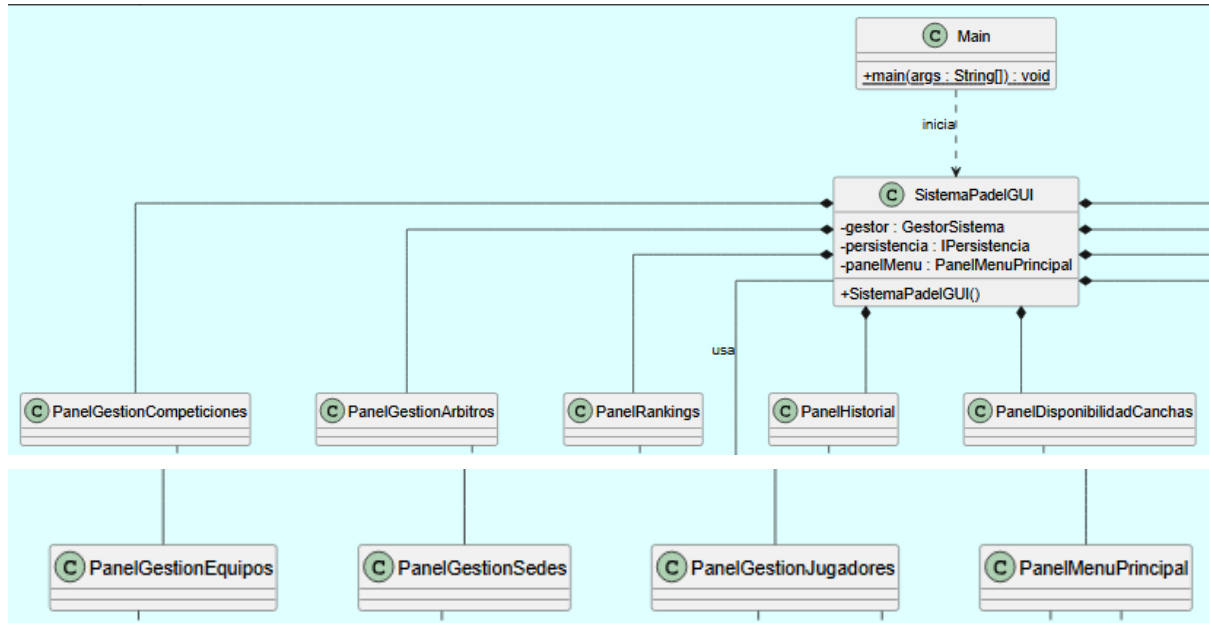 C Main
+main(args : String[]) : void
inicia
C SistemaPadelGUI
-gestor : GestorSistema
-persistencia : IPersistencia
-panelMenu : PanelMenuPrincipal
+SistemaPadelGUI()
usa
C PanelGestionCompeticiones
C PanelGestionArbitros
C PanelRankings
C PanelHistorial
C PanelDisponibilidadCanchas
C PanelGestionEquipos
C PanelGestionSedes
C PanelGestionJugadores
C PanelMenuPrincipal